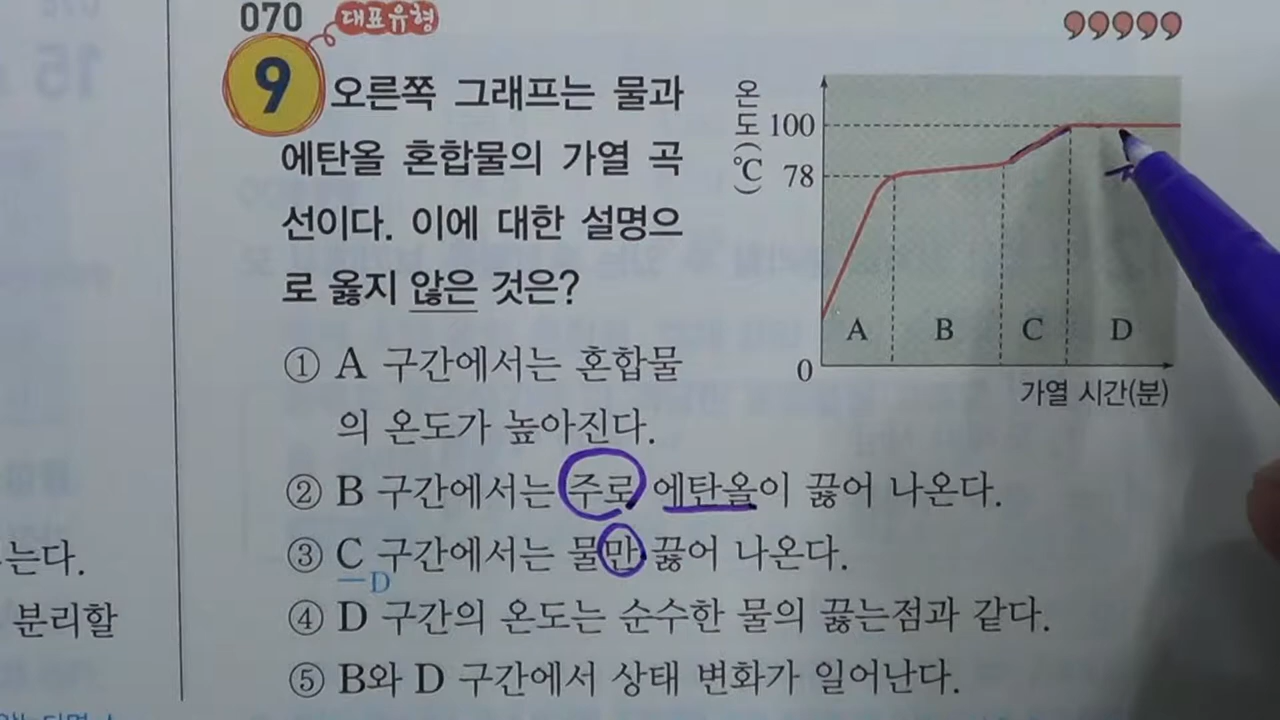 070 대표유형
9 오른쪽 그래프는 물과
에탄올 혼합물의 가열 곡
선이다. 이에 대한 설명으
로 옳지 않은 것은?
① A 구간에서는 혼합물
의 온도가 높아진다.
② B 구간에서는 주로 에탄올이 끓어 나온다.
③ C 구간에서는 물만 끓어 나온다.
D
④ D 구간의 온도는 순수한 물의 끓는점과 같다.
⑤ B와 D 구간에서 상태 변화가 일어난다.
온도(℃)
100
78
0
A B C D
가열 시간(분)
는다.
분리할